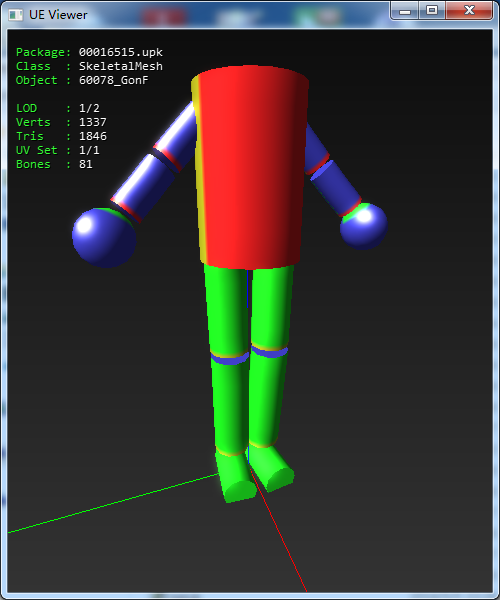 UE Viewer
Package: 00016515.upk
Class  : SkeletalMesh
Object : 60078_GonF
LOD    : 1/2
Verts  : 1337
Tris   : 1846
UV Set : 1/1
Bones  : 81